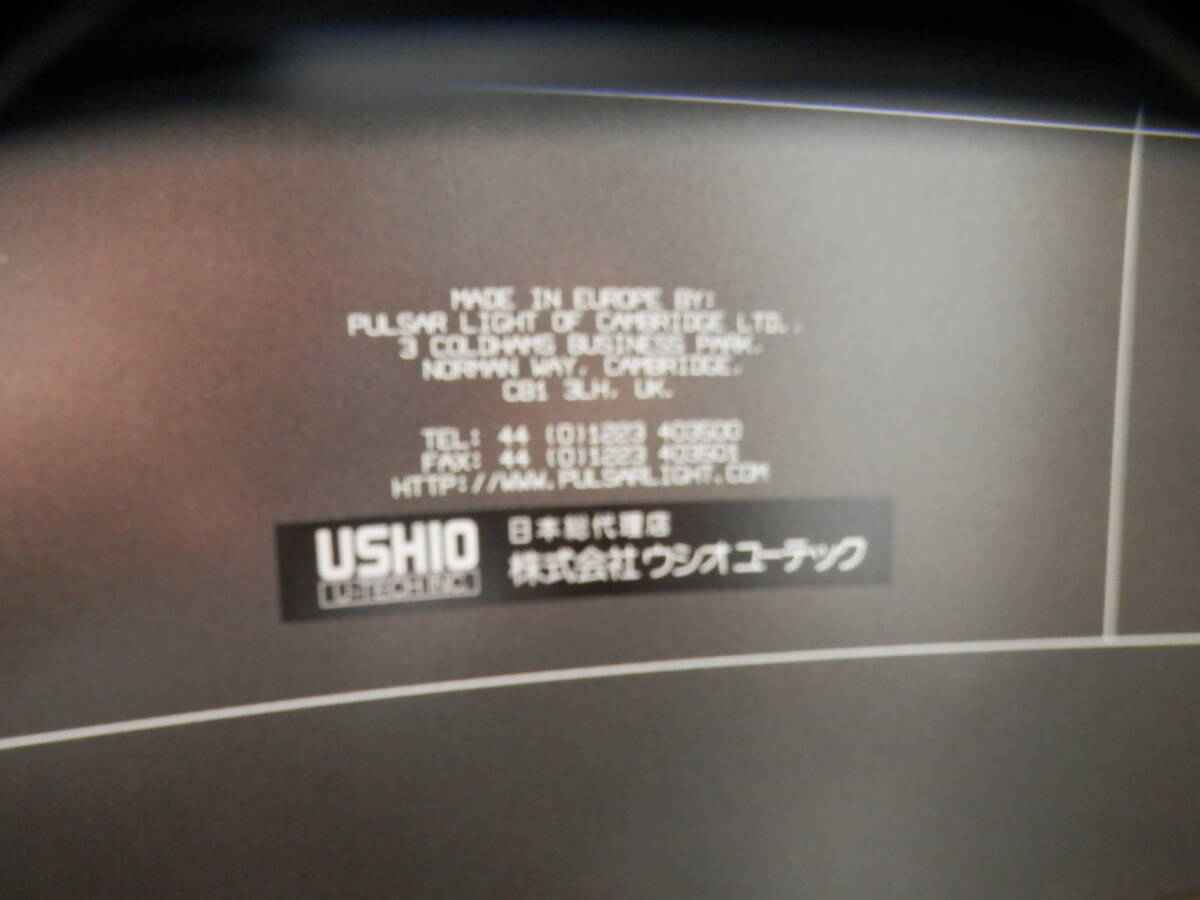 MADE IN EUROPE BY:
PULSAR LIGHT OF CAMBRIDGE LTD.,
3 COLDHAMS BUSINESS PARK,
NORMAN WAY, CAMBRIDGE,
CB1 3LH, UK.
TEL: 44 (0)1223 403500
FAX: 44 (0)1223 403501
HTTP://WWW.PULSARLIGHT.COM
USHIO
U-TECH INC.
日本総代理店
株式会社ウシオユーテック